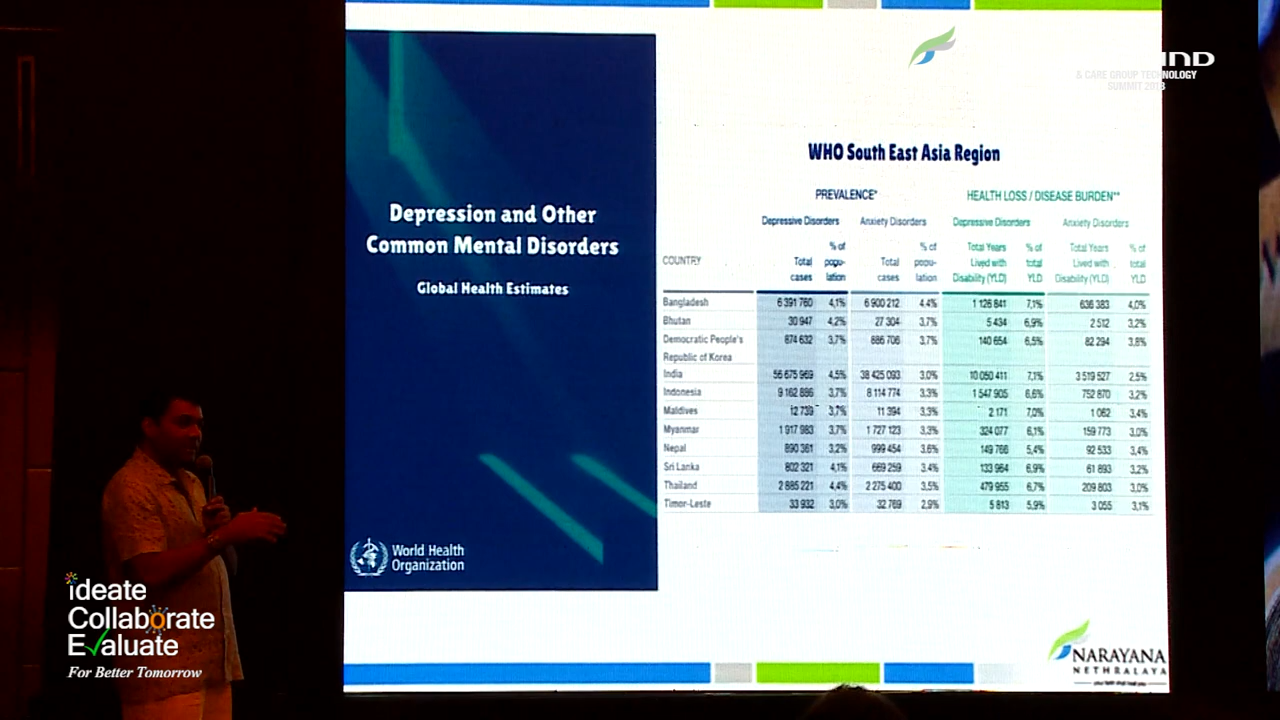 IND
& CARE GROUP TECHNOLOGY
SUMMIT 2018
Depression and Other
Common Mental Disorders
Global Health Estimates
World Health
Organization
WHO South East Asia Region
PREVALENCE* HEALTH LOSS / DISEASE BURDEN**
Depressive Disorders Anxiety Disorders Depressive Disorders Anxiety Disorders
COUNTRY Total cases % of popu-lation Total cases % of popu-lation Total Years Lived with Disability (YLD) % of total YLD Total Years Lived with Disability (YLD) % of total YLD
Bangladesh 6 391 760 4,1% 6 900 212 4.4% 1 126 841 7,1% 636 383 4,0%
Bhutan 30 947 4,2% 27 304 3,7% 5 434 6,9% 2 512 3,2%
Democratic People's 874 632 3,7% 886 706 3,7% 140 654 6,5% 82 294 3,8%
Republic of Korea
India 56 675 969 4,5% 38 425 093 3,0% 10 050 411 7,1% 3 519 527 2,5%
Indonesia 9 162 886 3,7% 8 114 774 3,3% 1 547 905 6,6% 752 870 3,2%
Maldives 12 739 3,7% 11 394 3,3% 2 171 7,0% 1 062 3,4%
Myanmar 1 917 983 3,7% 1 727 123 3,3% 324 077 6,1% 159 773 3,0%
Nepal 890 361 3,2% 999 454 3.6% 149 766 5,4% 92 533 3,4%
Sri Lanka 802 321 4,1% 669 259 3.4% 133 964 6,9% 61 893 3,2%
Thailand 2 885 221 4,4% 2 275 400 3,5% 479 955 6,7% 209 803 3,0%
Timor-Leste 33 932 3,0% 32 769 2,9% 5 813 5,9% 3 055 3,1%
NARAYANA
NETHRALAYA
ideate
Collaborate
Evaluate
For Better Tomorrow